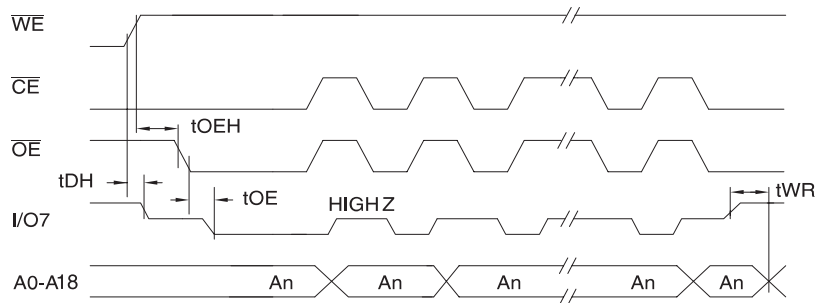 WE
CE
tOEH
OE
tDH
tOE
tWR
I/O7
HIGH Z
A0-A18 An An An An An